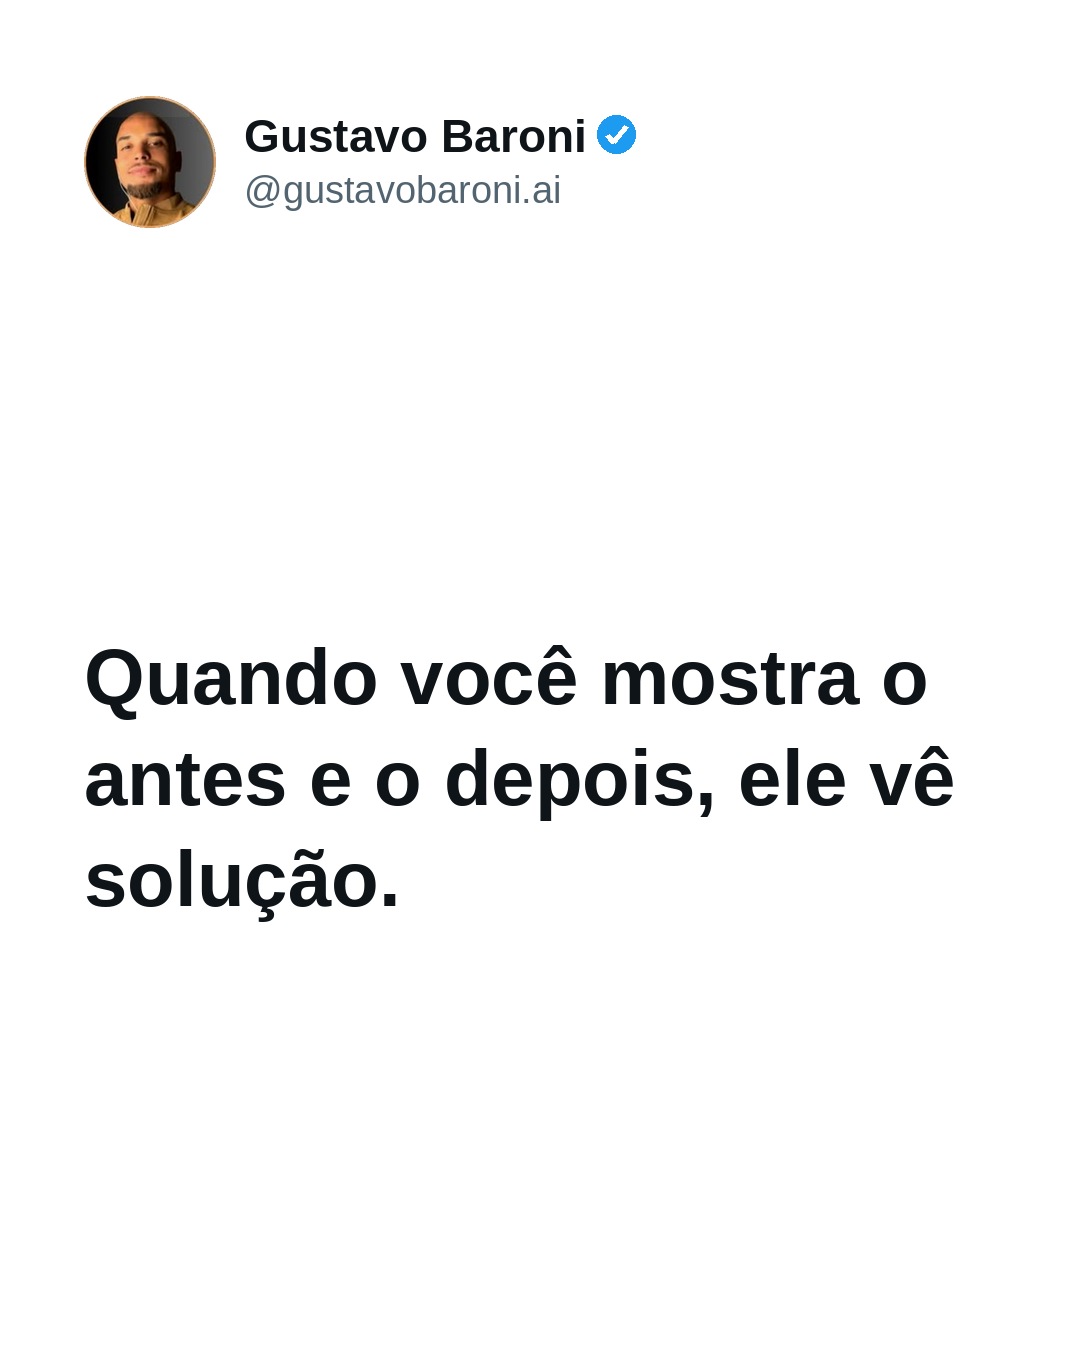 Gustavo Baroni
@gustavobaroni.ai
Quando você mostra o
antes e o depois, ele vê
solução.